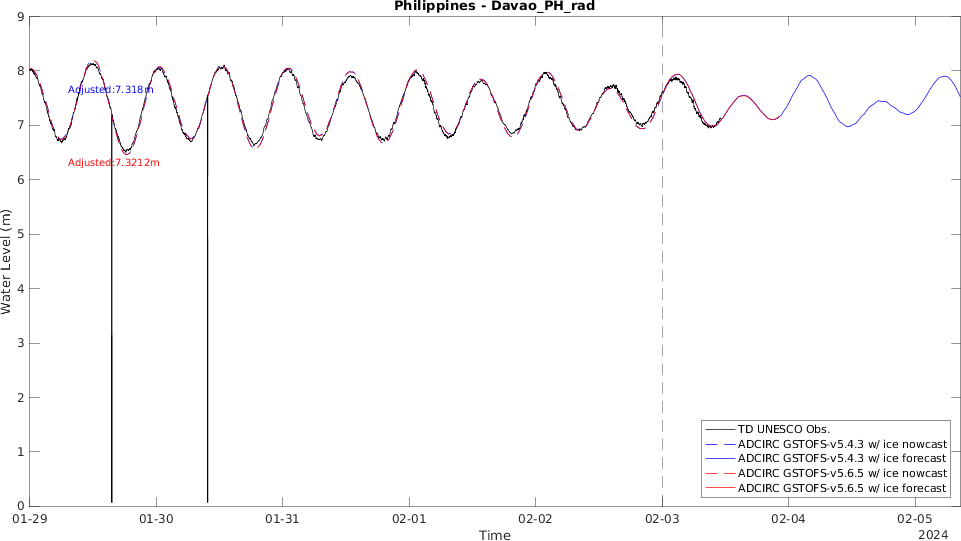 Philippines - Davao_PH_rad
9
8
7
6
5
4
3
2
1
0
Water Level (m)
Adjusted:7.318m
Adjusted:7.3212m
TD UNESCO Obs.
ADCIRC GSTOFS-v5.4.3 w/ ice nowcast
ADCIRC GSTOFS-v5.4.3 w/ ice forecast
ADCIRC GSTOFS-v5.6.5 w/ ice nowcast
ADCIRC GSTOFS-v5.6.5 w/ ice forecast
01-29 01-30 01-31 02-01 02-02 02-03 02-04 02-05
Time
2024